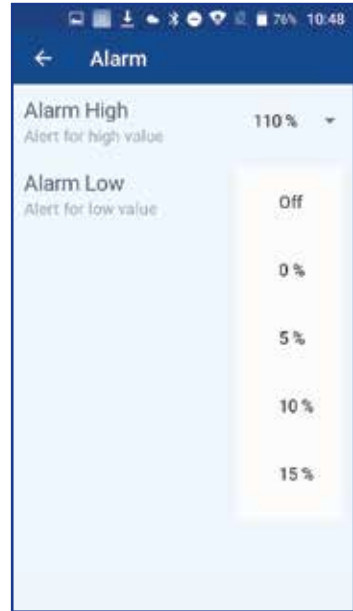 76% 10:48
Alarm
Alarm High
110 %
Alert for high value
Alarm Low
Alert for low value
Off
0 %
5 %
10 %
15 %